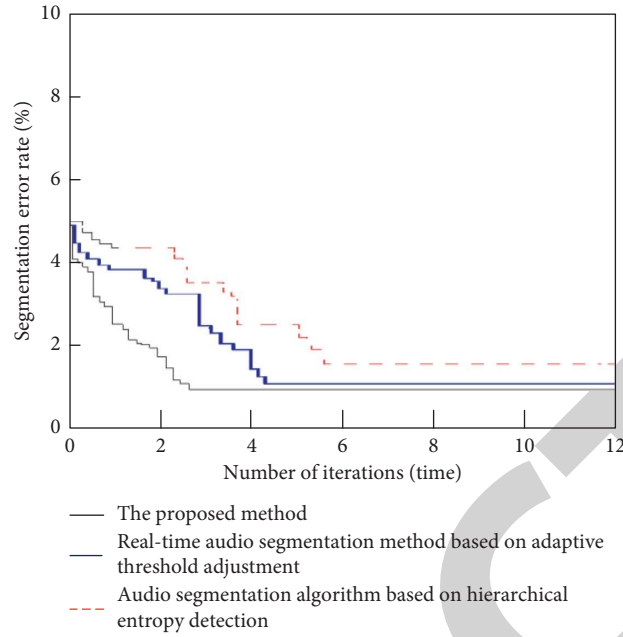 10
8
6
4
2
0
Segmentation error rate (%)
0 2 4 6 8 10 12
Number of iterations (time)
The proposed method
Real-time audio segmentation method based on adaptive
threshold adjustment
Audio segmentation algorithm based on hierarchical
entropy detection